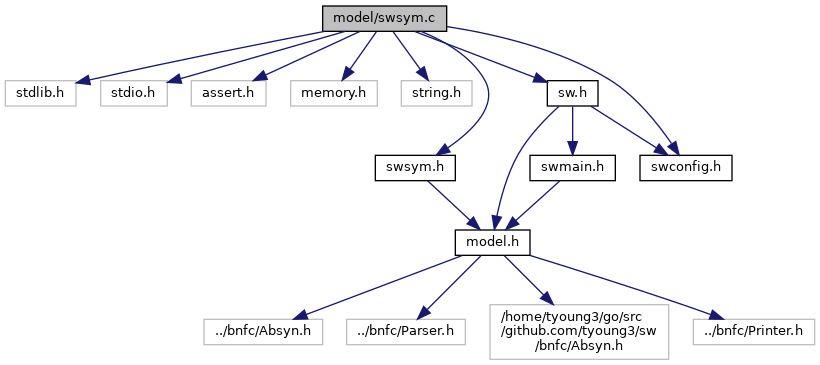 model/swsym.c
stdlib.h
stdio.h
assert.h
memory.h
string.h
sw.h
swsym.h
swmain.h
swconfig.h
model.h
../bnfc/Absyn.h
../bnfc/Parser.h
/home/tyoung3/go/src
/github.com/tyoung3/sw
/bnfc/Absyn.h
../bnfc/Printer.h